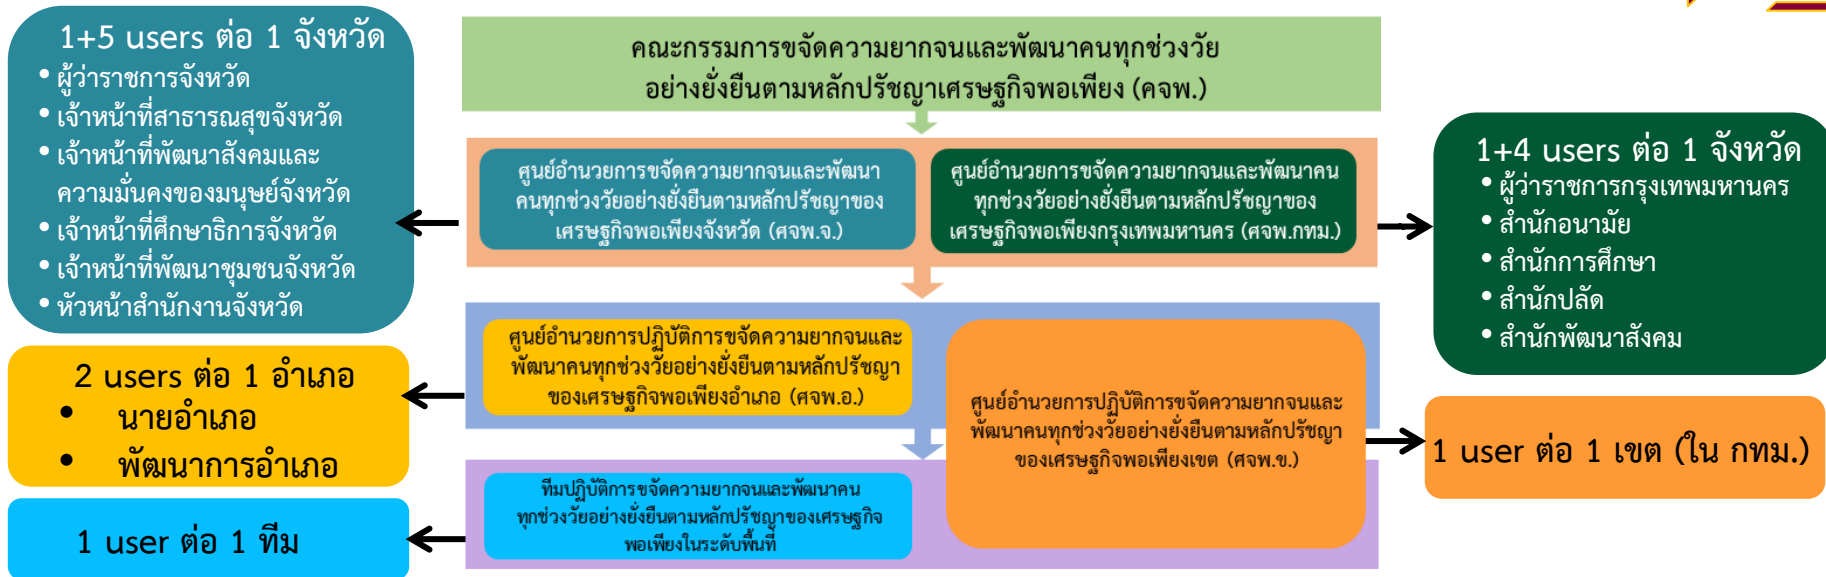 1+5 users ต่อ 1 จังหวัด
• ผู้ว่าราชการจังหวัด
• เจ้าหน้าที่สาธารณสุขจังหวัด
• เจ้าหน้าที่พัฒนาสังคมและ
ความมั่นคงของมนุษย์จังหวัด
• เจ้าหน้าที่ศึกษาธิการจังหวัด
• เจ้าหน้าที่พัฒนาชุมชนจังหวัด
• หัวหน้าสำนักงานจังหวัด
คณะกรรมการขจัดความยากจนและพัฒนาคนทุกช่วงวัย
อย่างยั่งยืนตามหลักปรัชญาเศรษฐกิจพอเพียง (คจพ.)
ศูนย์อำนวยการขจัดความยากจนและพัฒนา
คนทุกช่วงวัยอย่างยั่งยืนตามหลักปรัชญาของ
เศรษฐกิจพอเพียงจังหวัด (ศจพ.จ.)
ศูนย์อำนวยการขจัดความยากจนและพัฒนาคน
ทุกช่วงวัยอย่างยั่งยืนตามหลักปรัชญาของ
เศรษฐกิจพอเพียงกรุงเทพมหานคร (ศจพ.กทม.)
1+4 users ต่อ 1 จังหวัด
• ผู้ว่าราชการกรุงเทพมหานคร
• สำนักอนามัย
• สำนักการศึกษา
• สำนักปลัด
• สำนักพัฒนาสังคม
2 users ต่อ 1 อำเภอ
• นายอำเภอ
• พัฒนาการอำเภอ
ศูนย์อำนวยการปฏิบัติการขจัดความยากจนและ
พัฒนาคนทุกช่วงวัยอย่างยั่งยืนตามหลักปรัชญา
ของเศรษฐกิจพอเพียงอำเภอ (ศจพ.อ.)
ศูนย์อำนวยการปฏิบัติการขจัดความยากจนและ
พัฒนาคนทุกช่วงวัยอย่างยั่งยืนตามหลักปรัชญา
ของเศรษฐกิจพอเพียงเขต (ศจพ.ข.)
1 user ต่อ 1 เขต (ใน กทม.)
1 user ต่อ 1 ทีม
ทีมปฏิบัติการขจัดความยากจนและพัฒนาคน
ทุกช่วงวัยอย่างยั่งยืนตามหลักปรัชญาของเศรษฐกิจ
พอเพียงในระดับพื้นที่